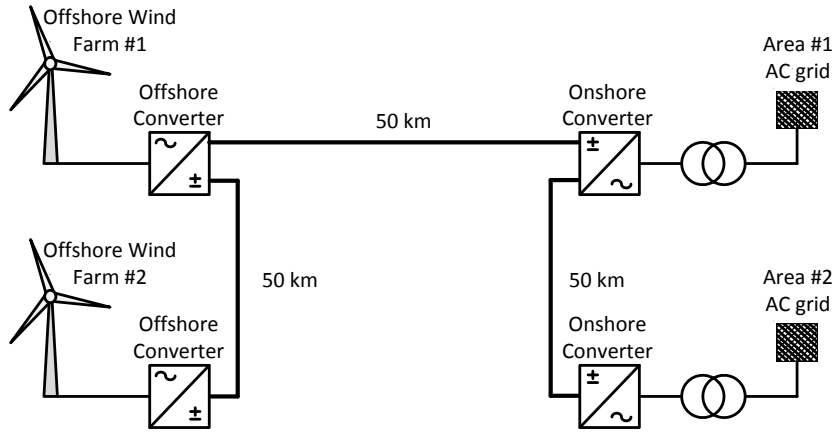 Offshore Wind
Farm #1
Offshore
Converter
50 km
Onshore
Converter
Area #1
AC grid
~
±
±
~
50 km
50 km
Offshore Wind
Farm #2
Offshore
Converter
Onshore
Converter
Area #2
AC grid
~
±
±
~